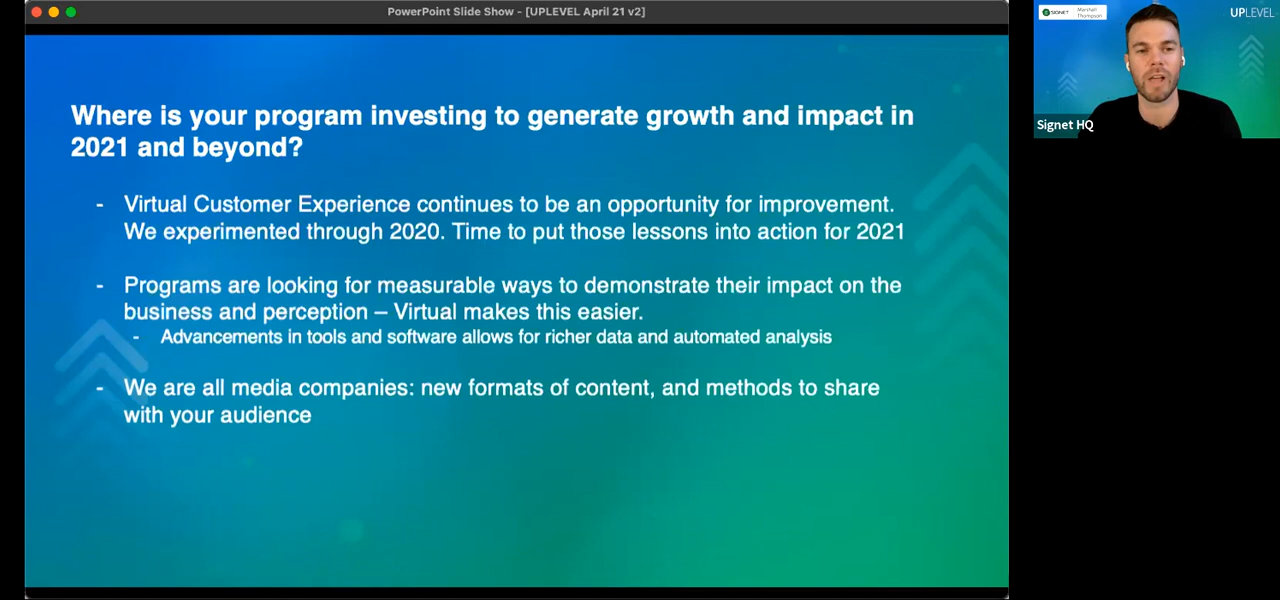 PowerPoint Slide Show - [UPLEVEL April 21 v2]
Where is your program investing to generate growth and impact in
2021 and beyond?
- Virtual Customer Experience continues to be an opportunity for improvement.
We experimented through 2020. Time to put those lessons into action for 2021
- Programs are looking for measurable ways to demonstrate their impact on the
business and perception – Virtual makes this easier.
- Advancements in tools and software allows for richer data and automated analysis
- We are all media companies: new formats of content, and methods to share
with your audience
SIGNET
Marshall
Thompson
UPLEVEL
Signet HQ